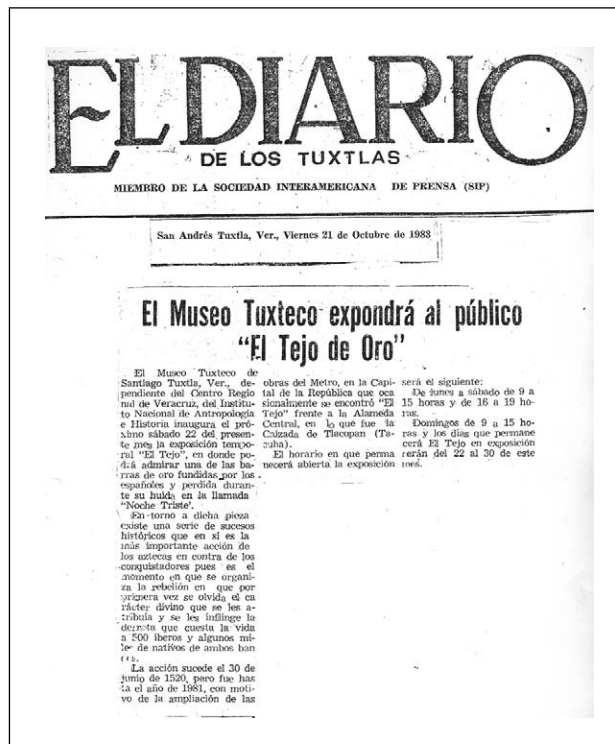 EL DIARIO
DE LOS TUXTLAS
MIEMBRO DE LA SOCIEDAD INTERAMERICANA DE PRENSA (SIP)
San Andrés Tuxtla, Ver., Viernes 21 de Octubre de 1983
El Museo Tuxteco expondrá al público
"El Tejo de Oro"
El Museo Tuxteco de
Santiago Tuxtla, Ver., de-
pendiente del Centro Regio
nal de Veracruz, del Institu-
to Nacional de Antropología
e Historia inaugura el pró-
ximo sábado 22 del presen-
te mes la exposición tempo-
ral "El Tejo", en donde po-
drá admirar una de las ba-
rras de oro fundidas por los
españoles y perdida duran-
te su huida en la llamada
"Noche Triste'.
En torno a dicha pieza
existe una serie de sucesos
históricos que en si es la
más importante acción de
los aztecas en contra de los
conquistadores pues es el
momento en que se organi-
za la rebelión en que por
primera vez se olvida el ca
rácter divino que se les a-
tribuía y se les inflinge la
derrota que cuesta la vida
a 500 iberos y algunos mi-
les de nativos de ambos ban
La acción sucede el 30 de
junio de 1520, pero fue has
ta el año de 1981, con moti-
vo de la ampliación de las
obras del Metro, en la Capi-
tal de la República que oca
sionalmente se encontró "El
Tejo" frente a la Alameda
Central, en lo que fue la
Calzada de Tlacopan (Ta-
cuba).
El horario en que perma
necerá abierta la exposición
será el siguiente:
De lunes a sábado de 9 a
15 horas y de 16 a 19 ho-
ras.
Domingos de 9 a 15 ho-
ras y los días que permane
cerá El Tejo en exposición
serán del 22 al 30 de este
mes.